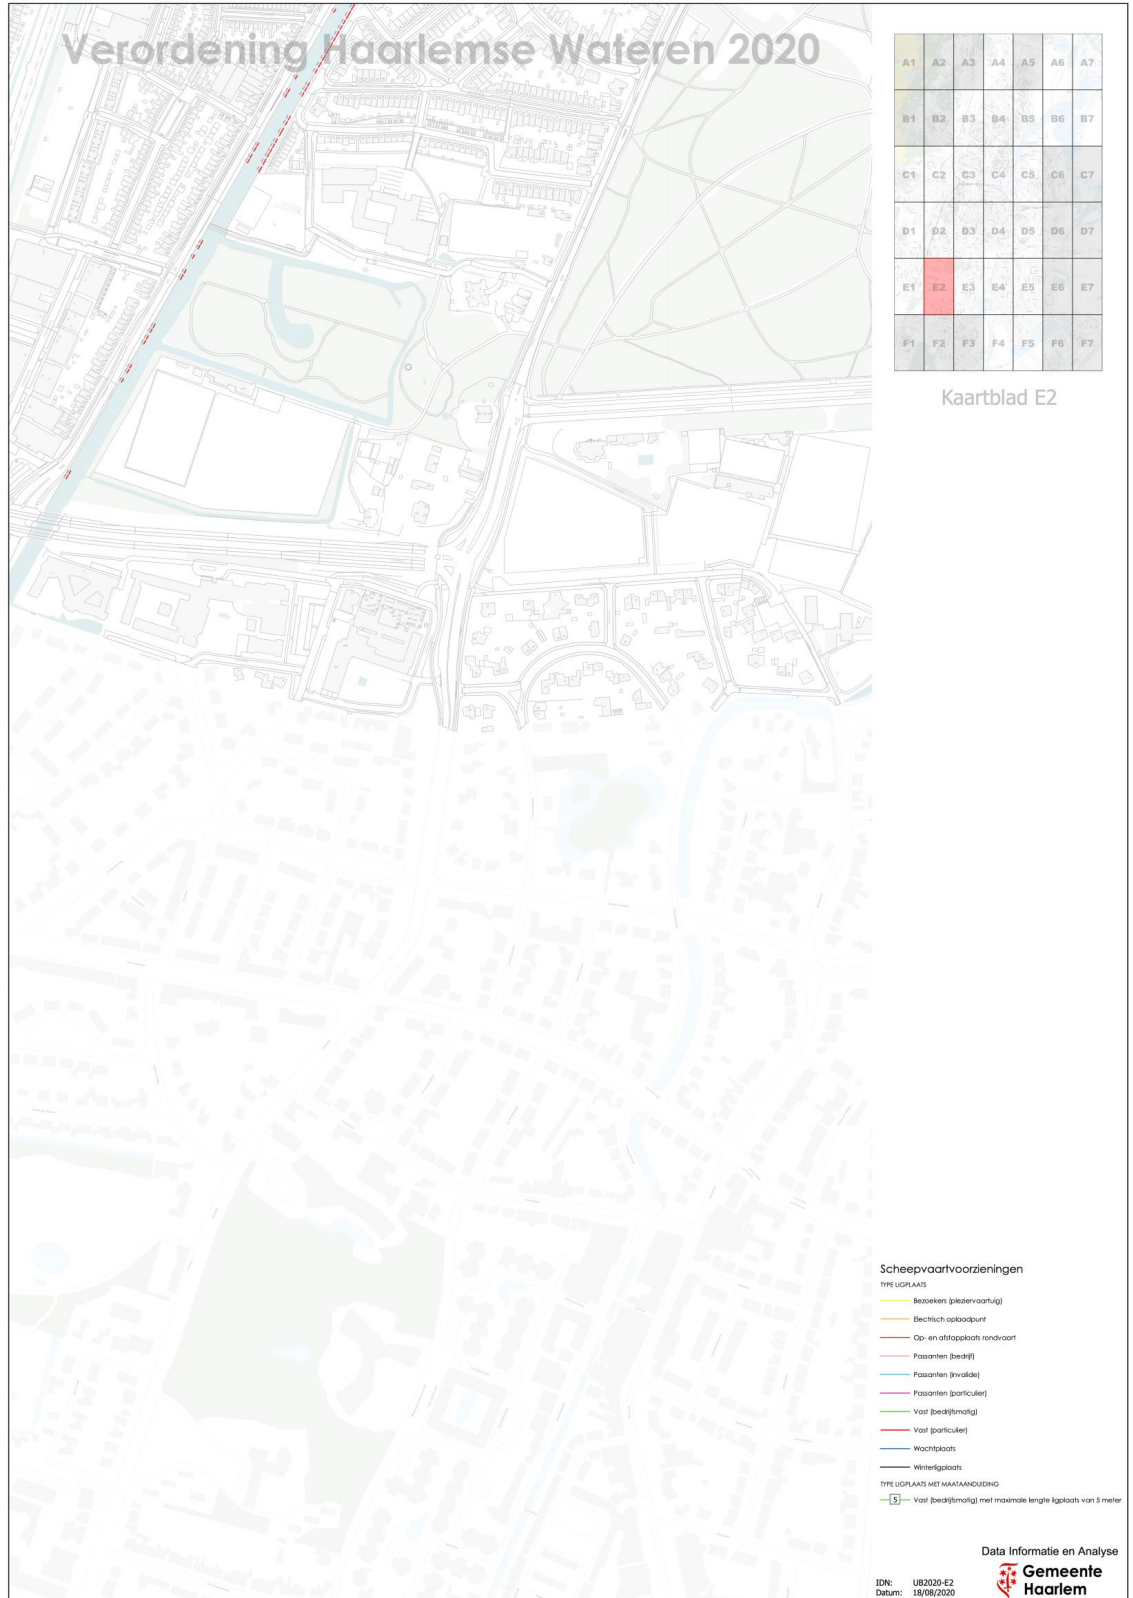 Verordening Haarlemse Wateren 2020
A1 A2 A3 A4 A5 A6 A7
B1 B2 B3 B4 B5 B6 B7
C1 C2 C3 C4 C5 C6 C7
D1 D2 D3 D4 D5 D6 D7
E1 E2 E3 E4 E5 E6 E7
F1 F2 F3 F4 F5 F6 F7
Kaartblad E2
Scheepvaartvoorzieningen
TYPE LIGPLAATS
Bezoekers (pleziervaartuig)
Electrisch oplaadpunt
Op- en afstapplaats rondvaart
Passanten (bedrijf)
Passanten (invalide)
Passanten (particulier)
Vast (bedrijfsmatig)
Vast (particulier)
Wachtplaats
Winterligplaats
TYPE LIGPLAATS MET MAATAANDUIDING
5 Vast (bedrijfsmatig) met maximale lengte ligplaats van 5 meter
Data Informatie en Analyse
Gemeente
Haarlem
IDN: UB2020-E2
Datum: 18/08/2020